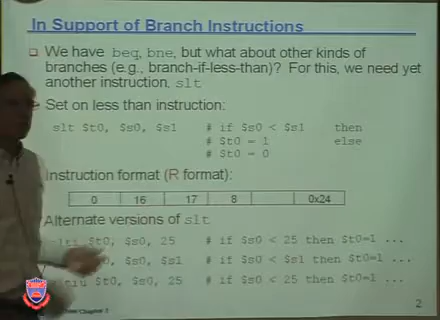 In Support of Branch Instructions
We have beq, bne, but what about other kinds of
branches (e.g., branch-if-less-than)? For this, we need yet
another instruction, slt
Set on less than instruction:
slt $t0, $s0, $s1 # if $s0 < $s1 then
# $t0 = 1 else
# $t0 = 0
Instruction format (R format):
0 16 17 8 0x24
Alternate versions of slt
$t0, $s0, 25 # if $s0 < 25 then $t0=1 ...
$s0, $s1 # if $s0 < $s1 then $t0=1 ...
$t0, $s0, 25 # if $s0 < 25 then $t0=1 ...
2